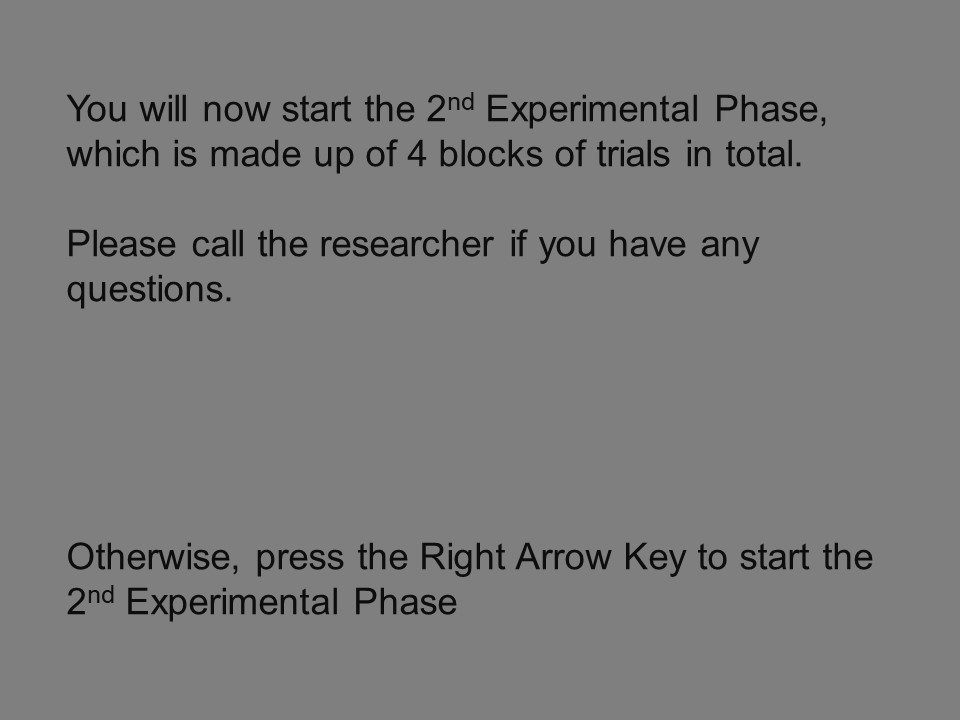 You will now start the 2nd Experimental Phase,
which is made up of 4 blocks of trials in total.
Please call the researcher if you have any
questions.
Otherwise, press the Right Arrow Key to start the
2nd Experimental Phase